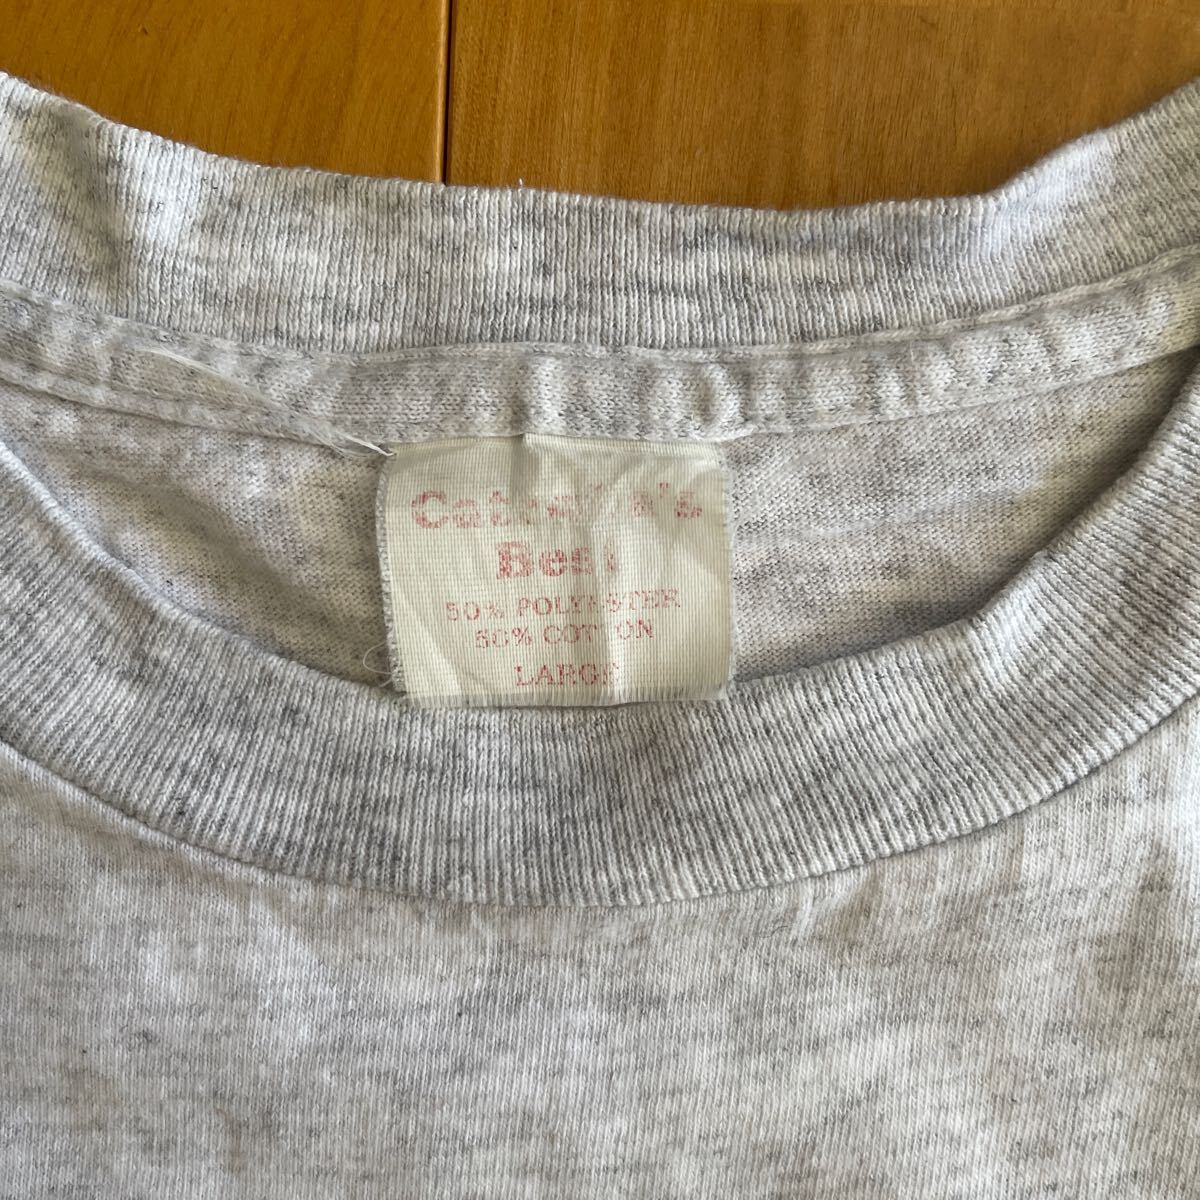 Best
50% POLYESTER
50% COTTON
LARGE